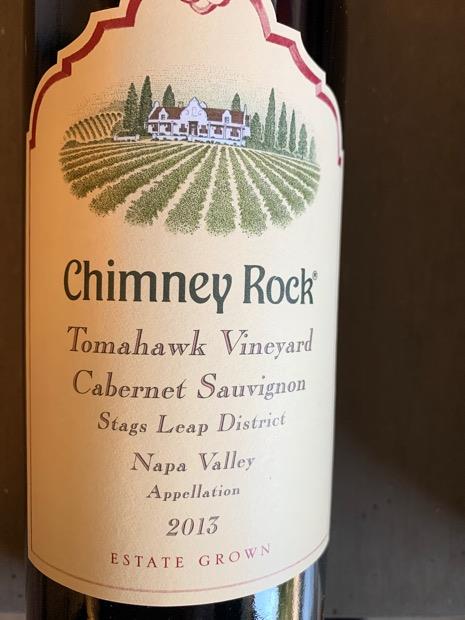 Chimney Rock®
Tomahawk Vineyard
Cabernet Sauvignon
Stags Leap District
Napa Valley
Appellation
2013
ESTATE GROWN